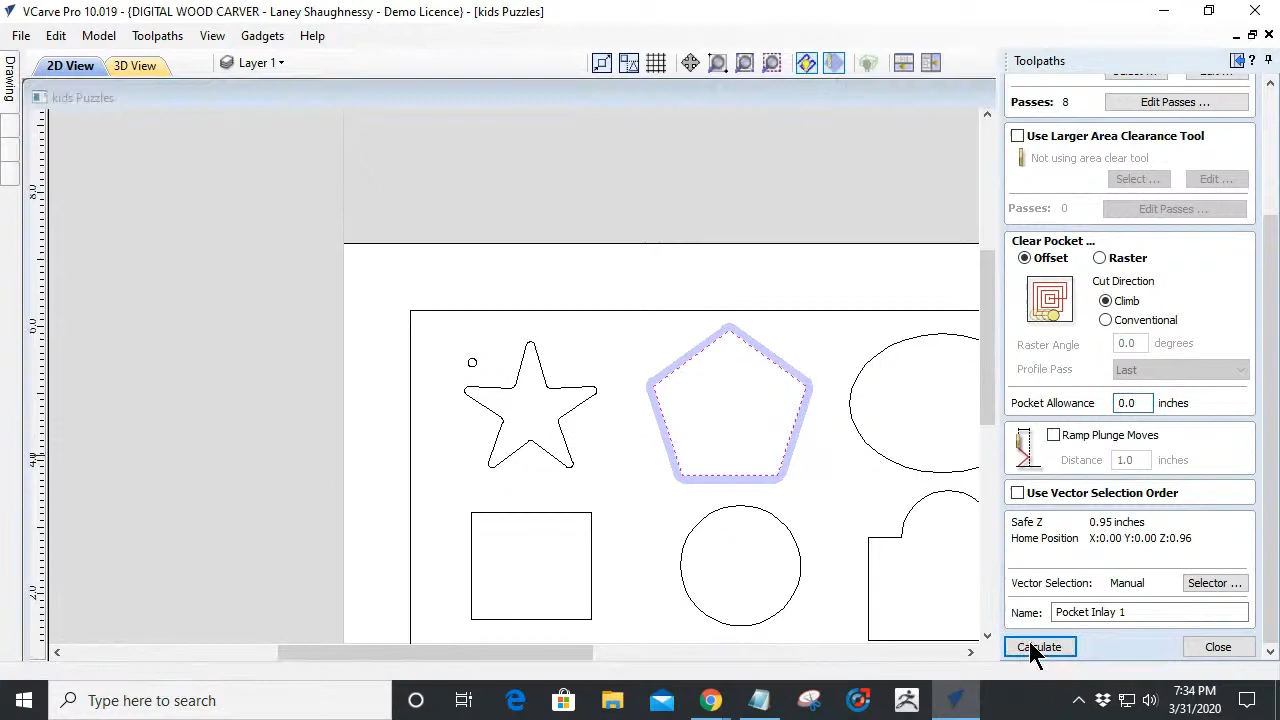 VCarve Pro 10.019 - {DIGITAL WOOD CARVER - Laney Shaughnessy - Demo Licence} - [kids Puzzles]
File Edit Model Toolpaths View Gadgets Help
2D View 3D View Layer 1
Drawing
kids Puzzles
Toolpaths
Passes: 8 Edit Passes ...
Use Larger Area Clearance Tool
Not using area clear tool
Select ... Edit ...
Passes: 0 Edit Passes ...
Clear Pocket ...
Offset Raster
Cut Direction
Climb
Conventional
Raster Angle 0.0 degrees
Profile Pass Last
Pocket Allowance 0.0 inches
Ramp Plunge Moves
Distance 1.0 inches
Use Vector Selection Order
Safe Z 0.95 inches
Home Position X:0.00 Y:0.00 Z:0.96
Vector Selection: Manual Selector ...
Name: Pocket Inlay 1
Calculate Close
Type here to search
7:34 PM
3/31/2020